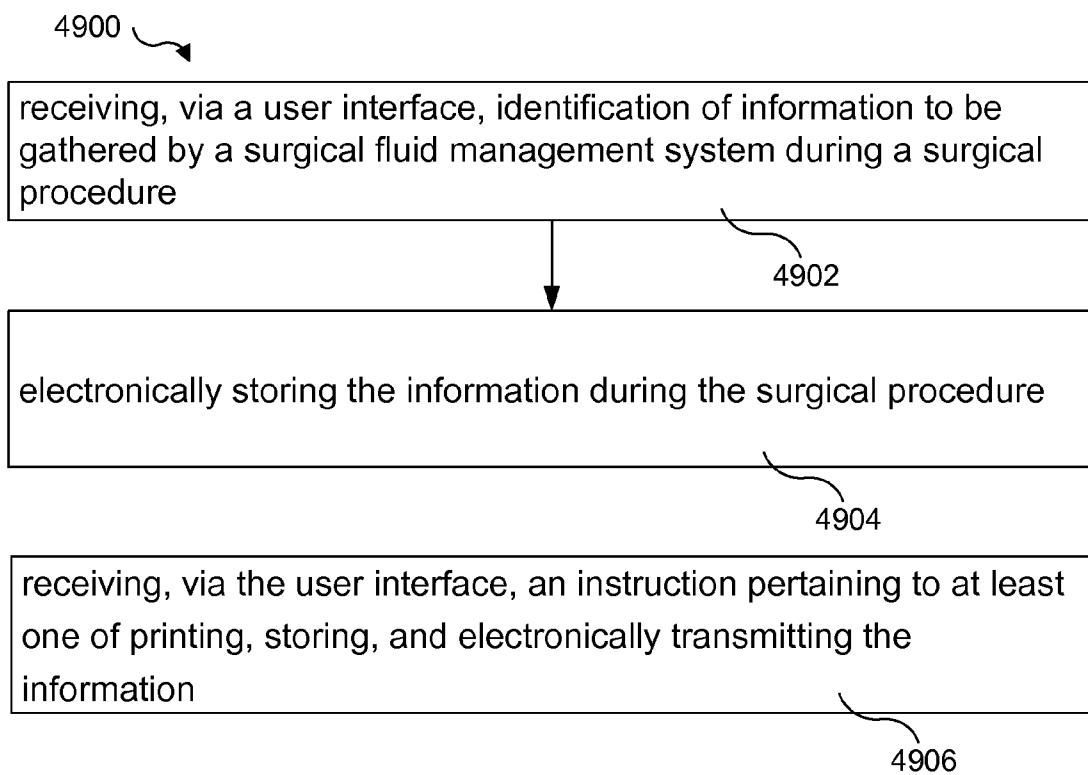 4900
receiving, via a user interface, identification of information to be
gathered by a surgical fluid management system during a surgical
procedure
4902
electronically storing the information during the surgical procedure
4904
receiving, via the user interface, an instruction pertaining to at least
one of printing, storing, and electronically transmitting the
information
4906